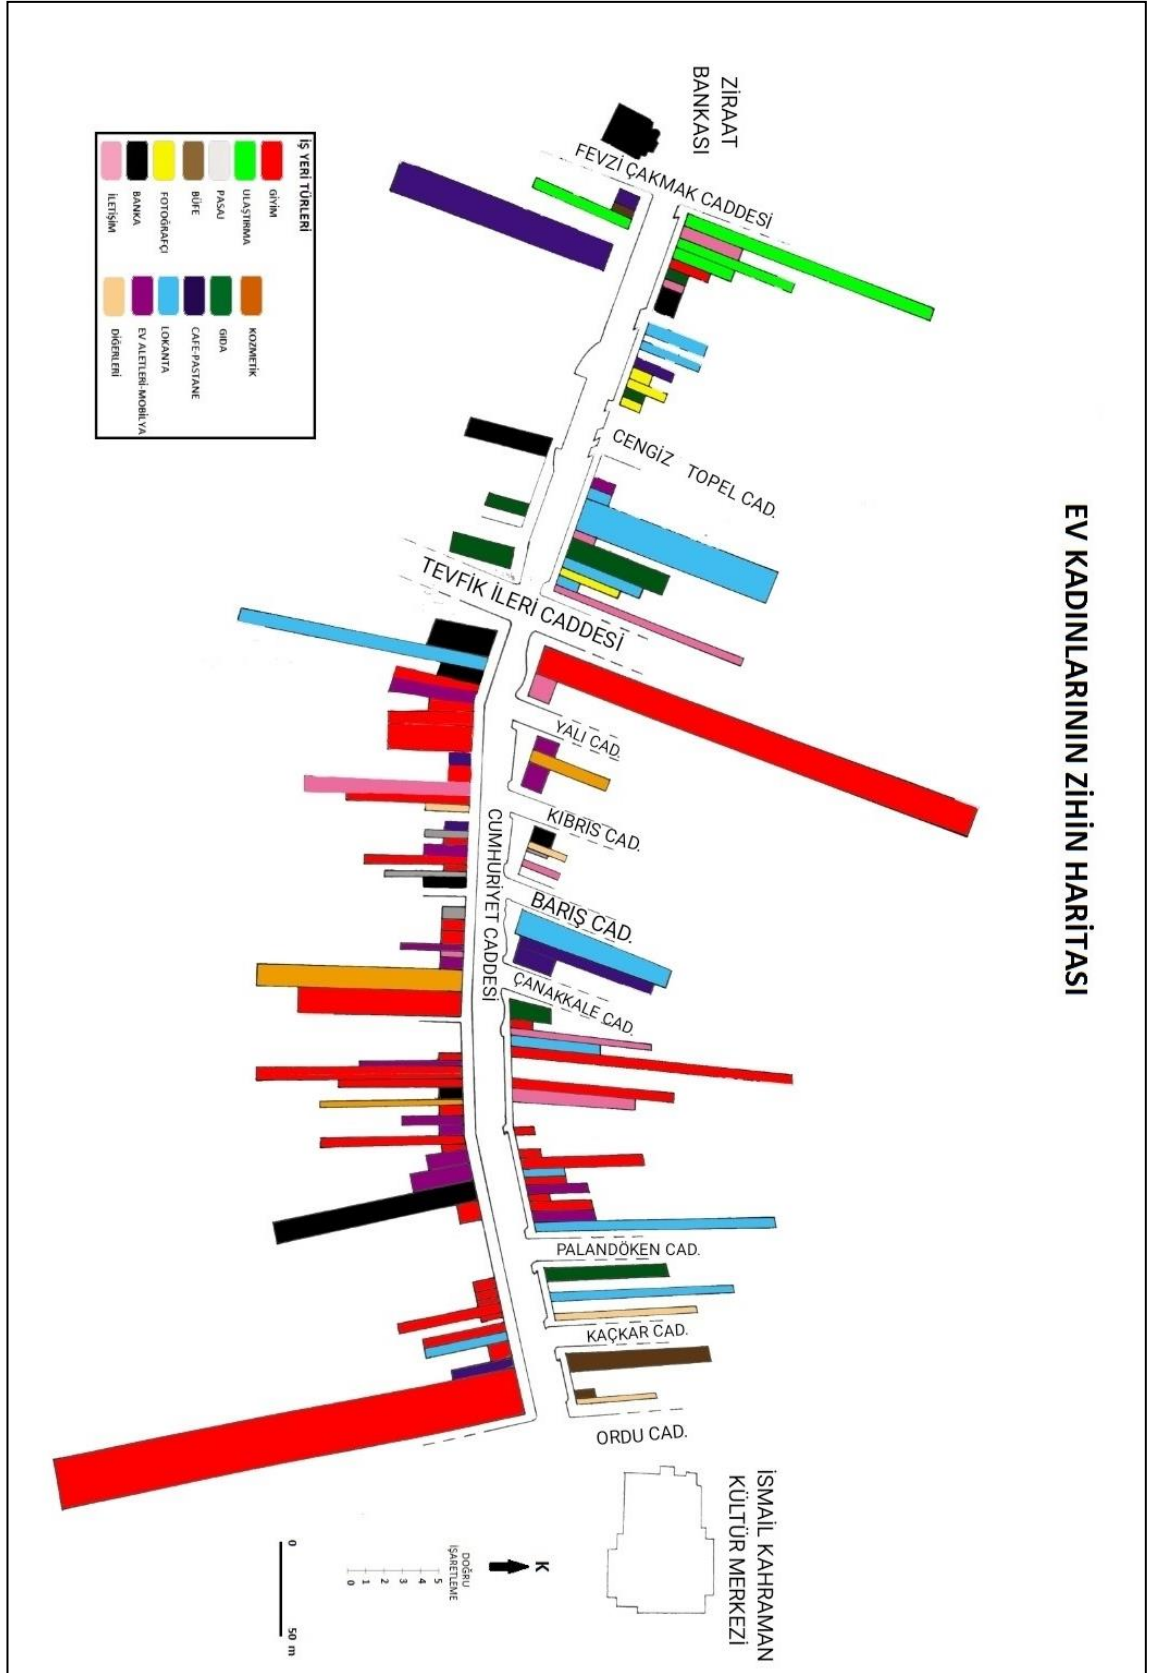 EV KADINLARININ ZİHİN HARİTASI
ZİRAAT
BANKASI
FEVZİ ÇAKMAK CADDESİ
CENGİZ TOPEL CAD.
TEVFİK İLERİ CADDESİ
YALI CAD.
KIBRIS CAD.
BARIŞ CAD.
ÇANAKKALE CAD.
CUMHURİYET CADDESİ
PALANDÖKEN CAD.
KAÇKAR CAD.
ORDU CAD.
İSMAİL KAHRAMAN
KÜLTÜR MERKEZİ
İŞ YERİ TÜRLERİ
GİYİM
ULAŞTIRMA
PASAJ
BÜFE
FOTOĞRAFÇI
BANKA
İLETİŞİM
KOZMETİK
GIDA
CAFE-PASTANE
LOKANTA
EV ALETLERİ-MOBİLYA
DİĞERLERİ
K
DOĞRU
İŞARETLEME
0 1 2 3 4 5
0 50 m